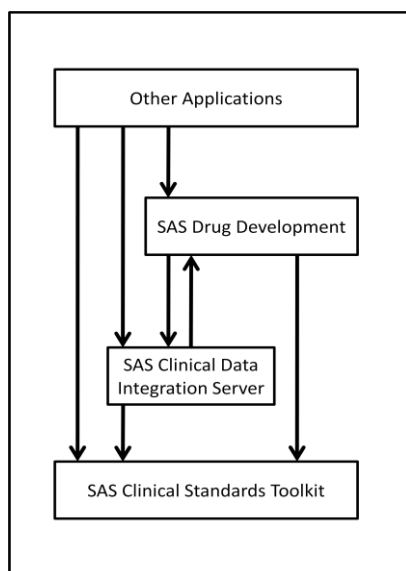 Other Applications
SAS Drug Development
SAS Clinical Data
Integration Server
SAS Clinical Standards Toolkit